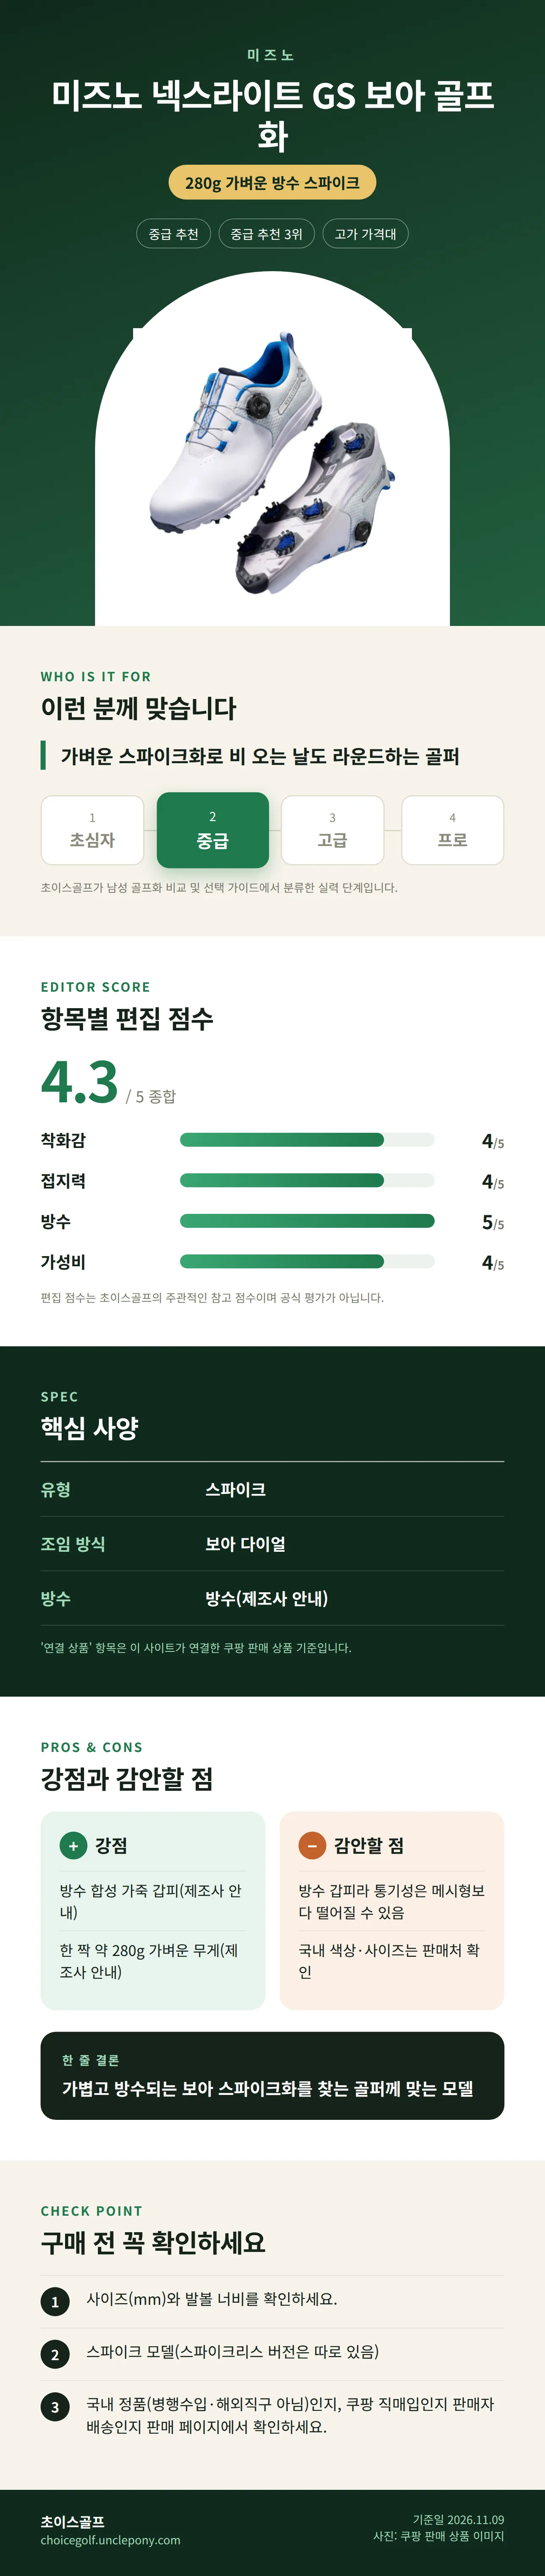 미즈노
미즈노 넥스라이트 GS 보아 골프
화
280g 가벼운 방수 스파이크
중급 추천
중급 추천 3위
고가 가격대
WHO IS IT FOR
이런 분께 맞습니다
가벼운 스파이크화로 비 오는 날도 라운드하는 골퍼
1
초심자
2
중급
3
고급
4
프로
초이스골프가 남성 골프화 비교 및 선택 가이드에서 분류한 실력 단계입니다.
EDITOR SCORE
항목별 편집 점수
4.3 / 5 종합
착화감 4/5
접지력 4/5
방수 5/5
가성비 4/5
편집 점수는 초이스골프의 주관적인 참고 점수이며 공식 평가가 아닙니다.
SPEC
핵심 사양
유형 스파이크
조임 방식 보아 다이얼
방수 방수(제조사 안내)
'연결 상품' 항목은 이 사이트가 연결한 쿠팡 판매 상품 기준입니다.
PROS & CONS
강점과 감안할 점
+ 강점
방수 합성 가죽 갑피(제조사 안
내)
한 짝 약 280g 가벼운 무게(제
조사 안내)
− 감안할 점
방수 갑피라 통기성은 메시형보
다 떨어질 수 있음
국내 색상·사이즈는 판매처 확
인
한 줄 결론
가볍고 방수되는 보아 스파이크화를 찾는 골퍼께 맞는 모델
CHECK POINT
구매 전 꼭 확인하세요
1 사이즈(mm)와 발볼 너비를 확인하세요.
2 스파이크 모델(스파이크리스 버전은 따로 있음)
3 국내 정품(병행수입·해외직구 아님)인지, 쿠팡 직매입인지 판매자
배송인지 판매 페이지에서 확인하세요.
초이스골프
choicegolf.unclepony.com
기준일 2026.11.09
사진: 쿠팡 판매 상품 이미지